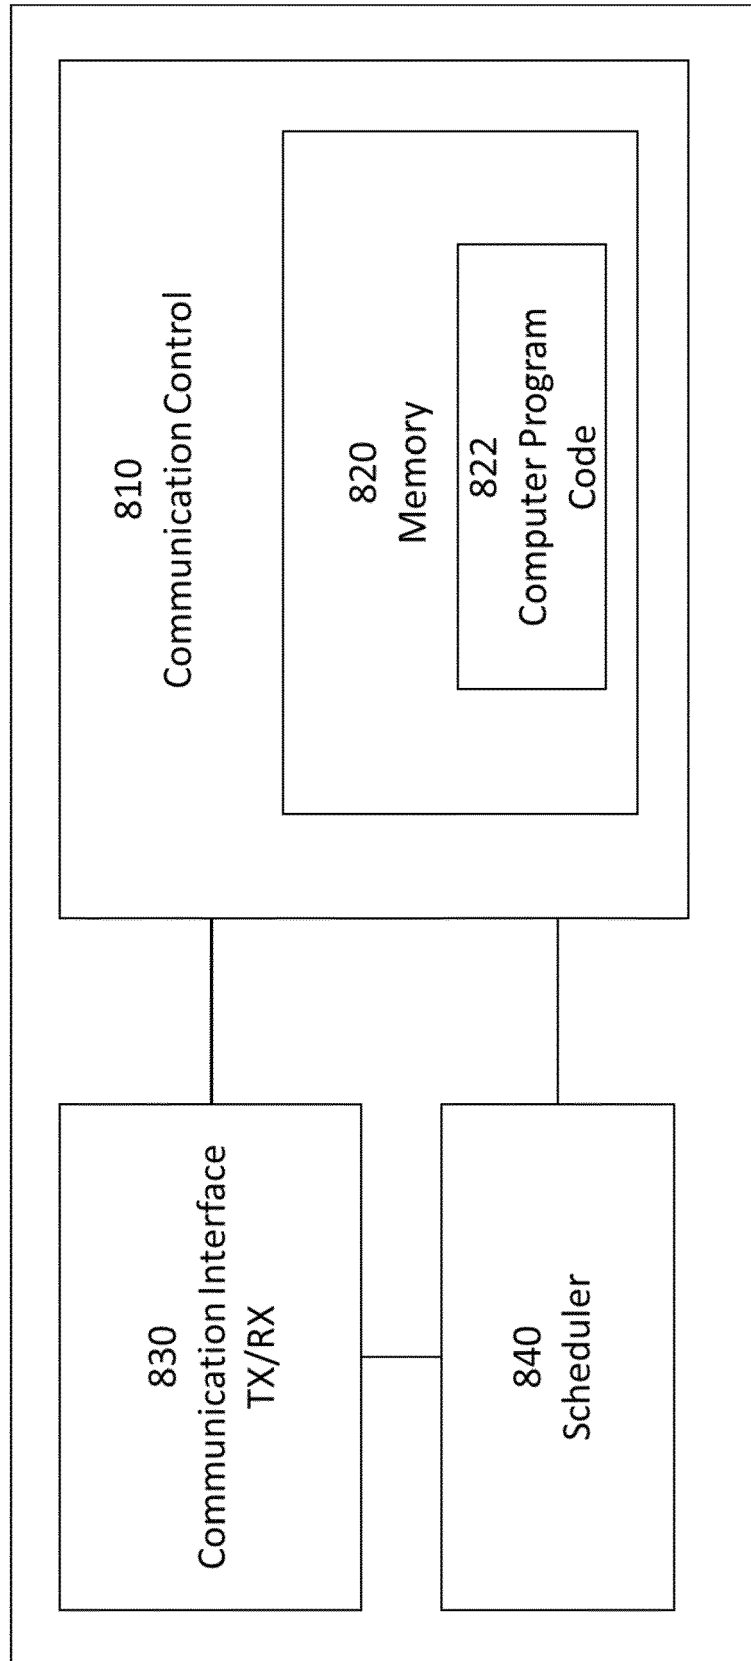 810
Communication Control
820
Memory
822
Computer Program
Code
830
Communication Interface
TX/RX
840
Scheduler